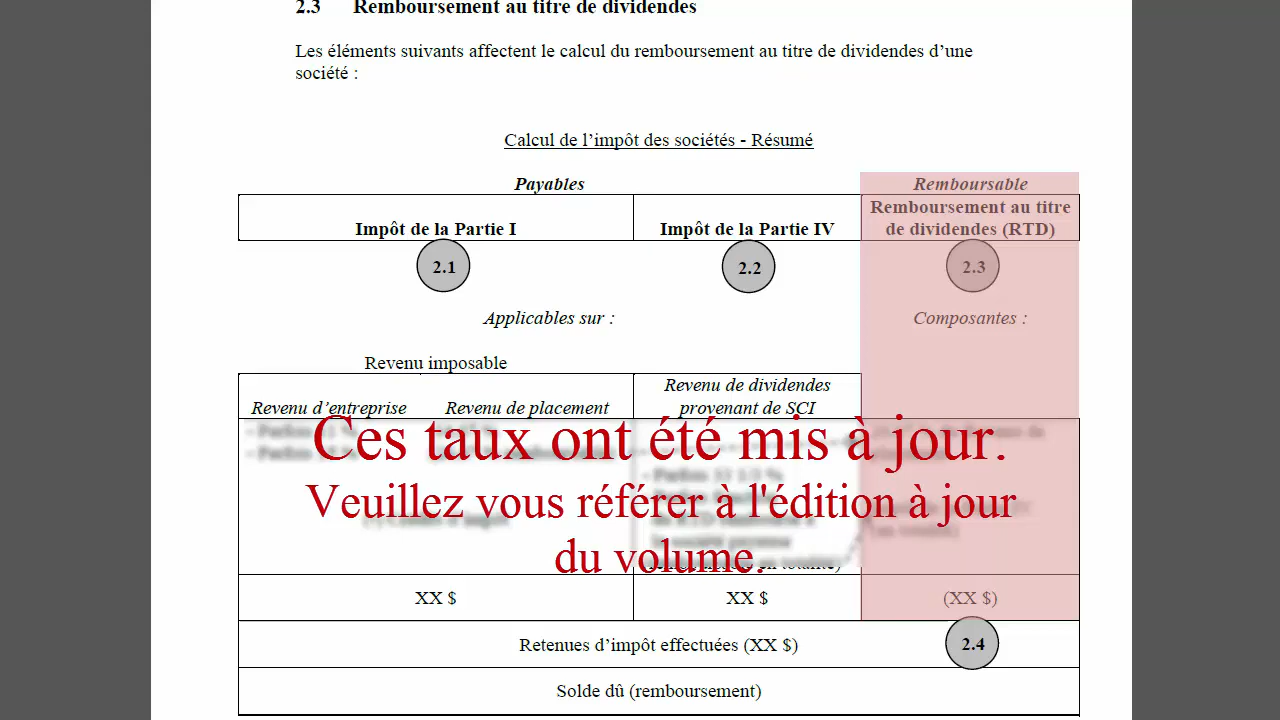 2.3 Remboursement au titre de dividendes
Les éléments suivants affectent le calcul du remboursement au titre de dividendes d’une
société :
Calcul de l’impôt des sociétés - Résumé
Payables
Remboursable
Impôt de la Partie I
Impôt de la Partie IV
Remboursement au titre
de dividendes (RTD)
2.1
2.2
2.3
Applicables sur :
Composantes :
Revenu imposable
Revenu d’entreprise
Revenu de placement
Revenu de dividendes
provenant de SCI
Ces taux ont été mis à jour.
Veuillez vous référer à l'édition à jour
du volume.
XX $
XX $
(XX $)
Retenues d’impôt effectuées (XX $)
2.4
Solde dû (remboursement)